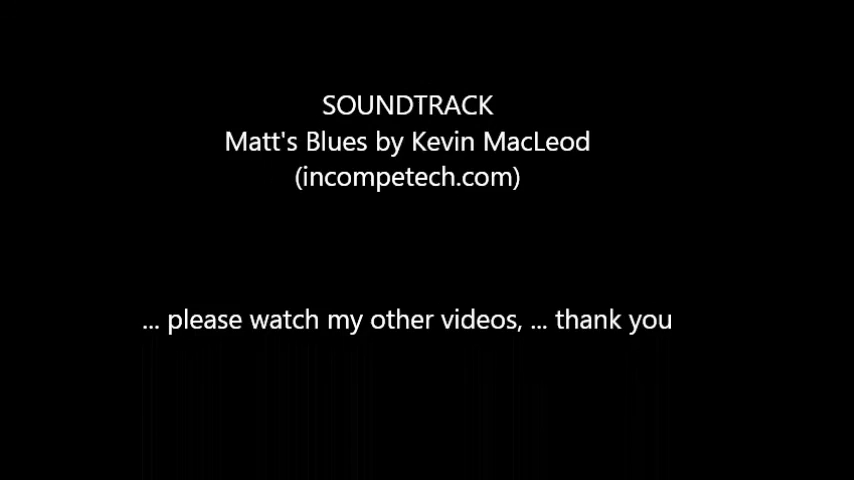 SOUNDTRACK
Matt's Blues by Kevin MacLeod
(incompetech.com)
... please watch my other videos, ... thank you